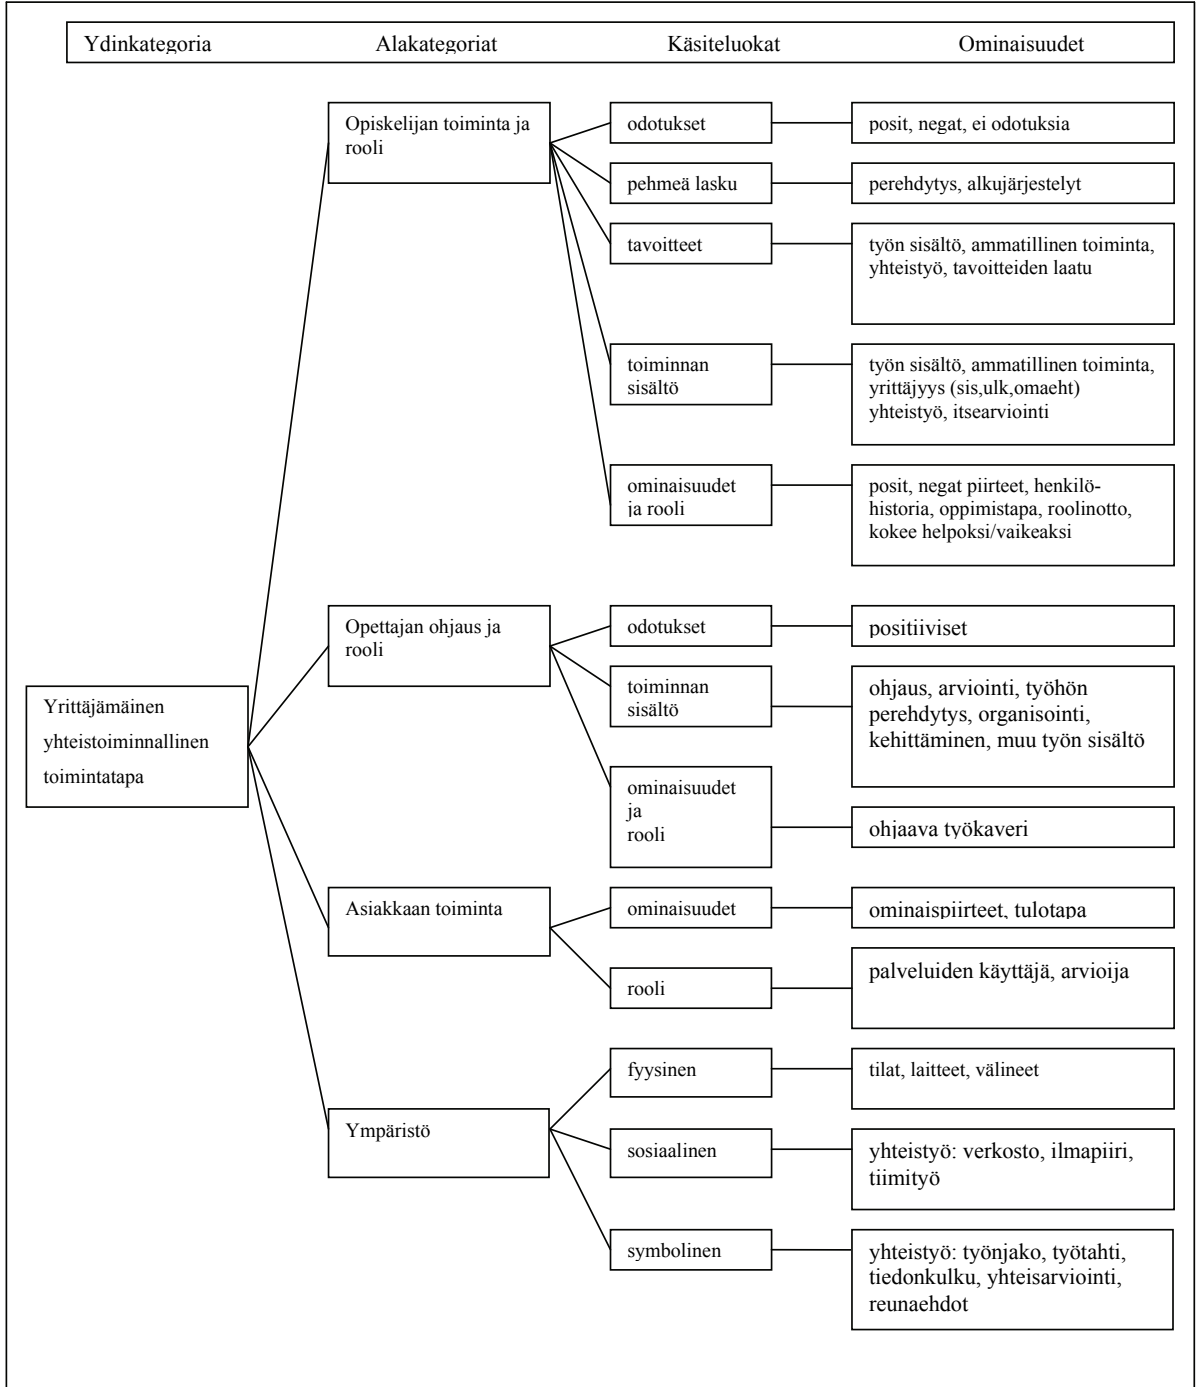 Ydinkategoria Alakategoriat Käsiteluokat Ominaisuudet
Opiskelijan toiminta ja
rooli
odotukset
posit, negat, ei odotuksia
pehmeä lasku
perehdytys, alkujärjestelyt
tavoitteet
työn sisältö, ammatillinen toiminta,
yhteistyö, tavoitteiden laatu
toiminnan
sisältö
työn sisältö, ammatillinen toiminta,
yrittäjyys (sis,ulk,omaeht)
yhteistyö, itsearviointi
ominaisuudet
ja rooli
posit, negat piirteet, henkilö-
historia, oppimistapa, roolinotto,
kokee helpoksi/vaikeaksi
Opettajan ohjaus ja
rooli
odotukset
positiiviset
toiminnan
sisältö
ohjaus, arviointi, työhön
perehdytys, organisointi,
kehittäminen, muu työn sisältö
Yrittäjämäinen
yhteistoiminnallinen
toimintatapa
ominaisuudet
ja
rooli
ohjaava työkaveri
Asiakkaan toiminta
ominaisuudet
ominaispiirteet, tulotapa
rooli
palveluiden käyttäjä, arvioija
Ympäristö
fyysinen
tilat, laitteet, välineet
sosiaalinen
yhteistyö: verkosto, ilmapiiri,
tiimityö
symbolinen
yhteistyö: työnjako, työtahti,
tiedonkulku, yhteisarviointi,
reunaehdot